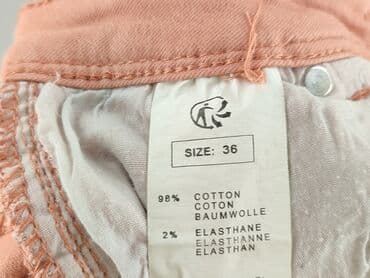 SIZE: 36
98% COTTON
COTON
BAUMWOLLE
2% ELASTHANE
ELASTHANNE
ELASTHAN